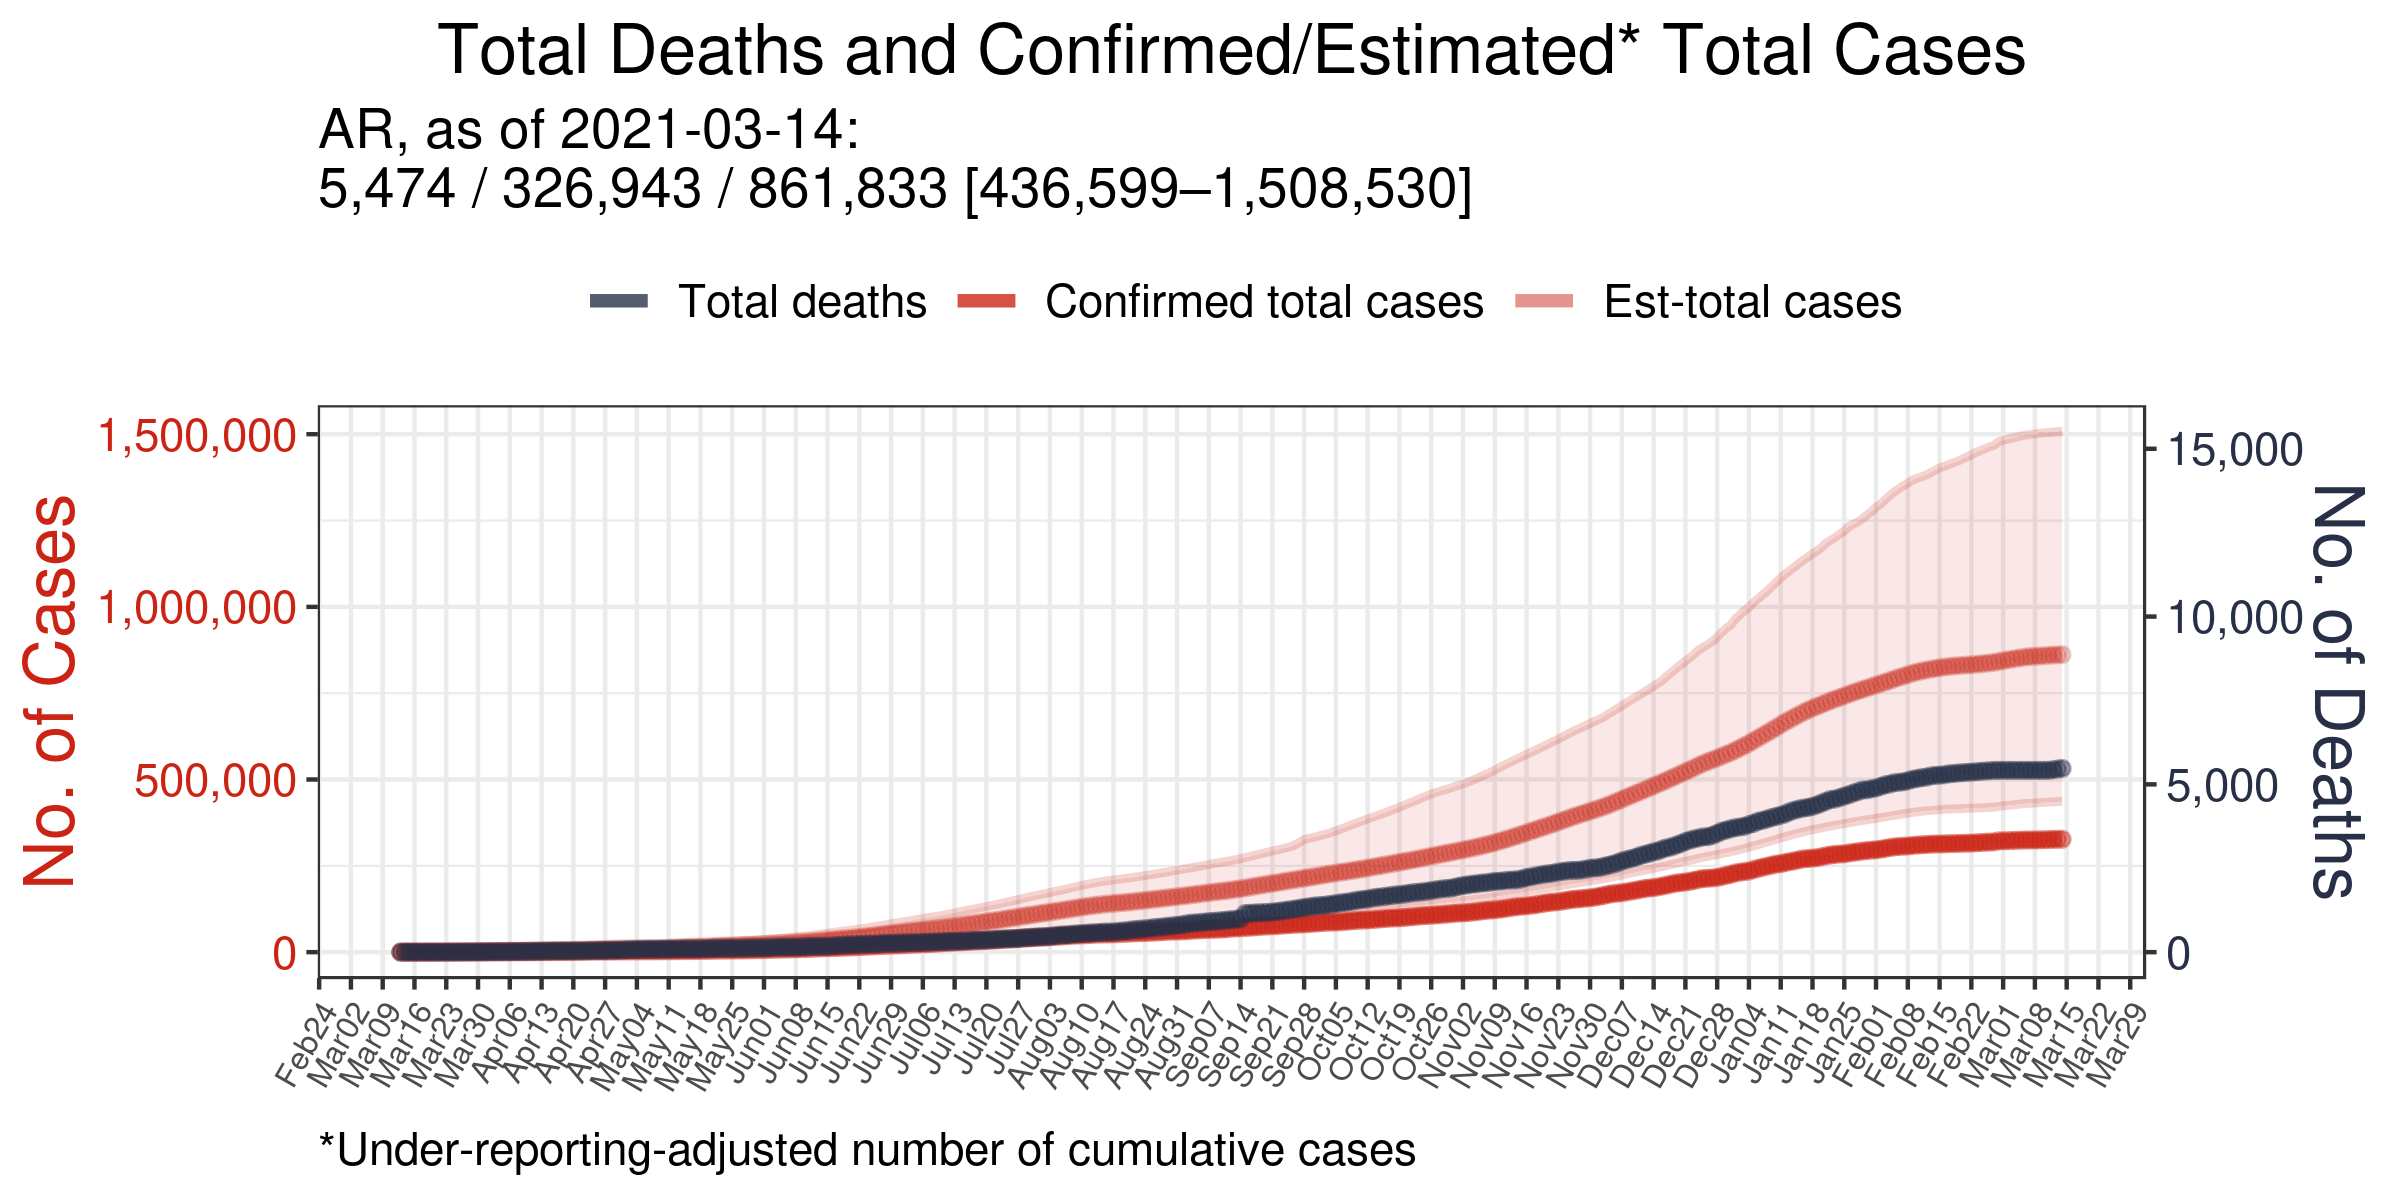 Total Deaths and Confirmed/Estimated* Total Cases
AR, as of 2021-03-14:
5,474 / 326,943 / 861,833 [436,599–1,508,530]
Total deaths
Confirmed total cases
Est-total cases
No. of Cases
1,500,000
1,000,000
500,000
0
15,000
10,000
5,000
0
No. of Deaths
Feb24
Mar02
Mar09
Mar16
Mar23
Mar30
Apr06
Apr13
Apr20
Apr27
May04
May11
May18
May25
Jun01
Jun08
Jun15
Jun22
Jun29
Jul06
Jul13
Jul20
Jul27
Aug03
Aug10
Aug17
Aug24
Aug31
Sep07
Sep14
Sep21
Sep28
Oct05
Oct12
Oct19
Oct26
Nov02
Nov09
Nov16
Nov23
Nov30
Dec07
Dec14
Dec21
Dec28
Jan04
Jan11
Jan18
Jan25
Feb01
Feb08
Feb15
Feb22
Mar01
Mar08
Mar15
Mar22
Mar29
*Under-reporting-adjusted number of cumulative cases